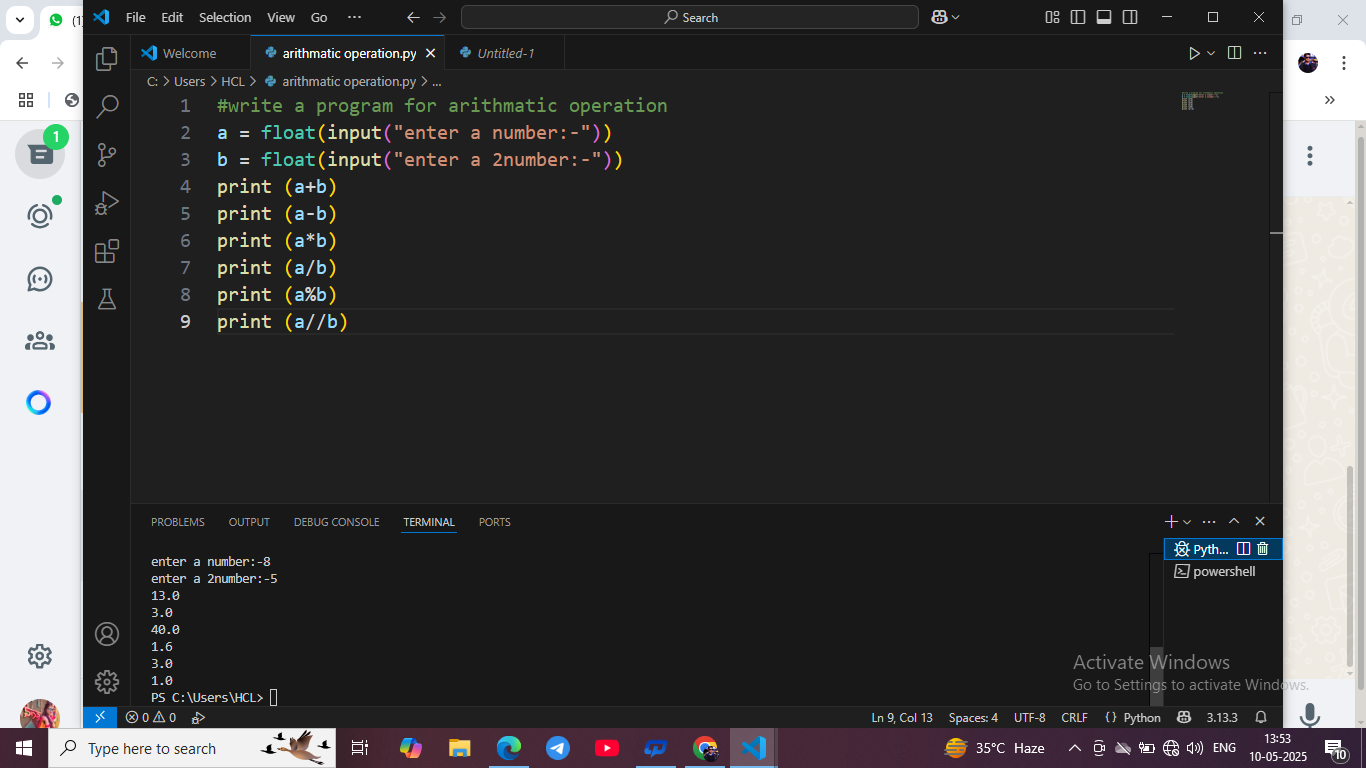 (1)
File Edit Selection View Go ... Search
Welcome arithmatic operation.py Untitled-1
C: > Users > HCL > arithmatic operation.py > ...
1 #write a program for arithmatic operation
2 a = float(input("enter a number:-"))
3 b = float(input("enter a 2number:-"))
4 print (a+b)
5 print (a-b)
6 print (a*b)
7 print (a/b)
8 print (a%b)
9 print (a//b)
1
PROBLEMS OUTPUT DEBUG CONSOLE TERMINAL PORTS
Pyth...
powershell
enter a number:-8
enter a 2number:-5
13.0
3.0
40.0
1.6
3.0
1.0
PS C:\Users\HCL>
Activate Windows
Go to Settings to activate Windows.
0 0 Ln 9, Col 13 Spaces: 4 UTF-8 CRLF {} Python 3.13.3
Type here to search 35°C Haze ENG 13:53
10-05-2025
10